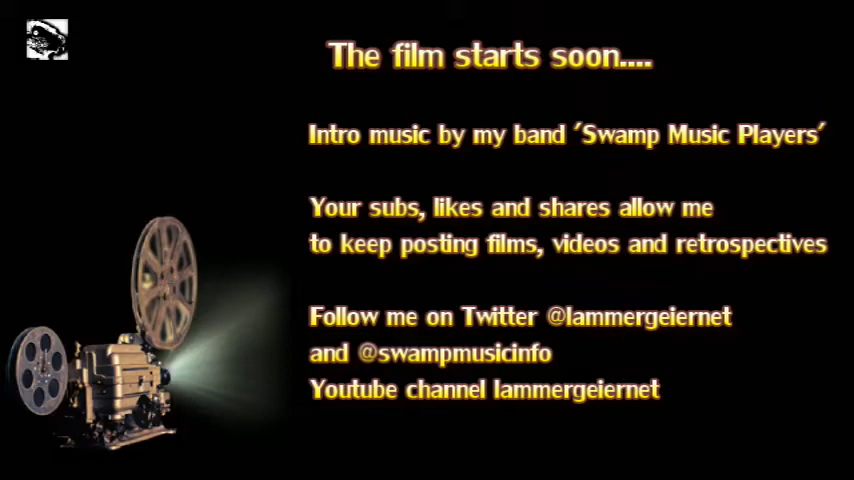 The film starts soon....
Intro music by my band 'Swamp Music Players'
Your subs, likes and shares allow me
to keep posting films, videos and retrospectives
Follow me on Twitter @lammergeiernet
and @swampmusicinfo
Youtube channel lammergeiernet